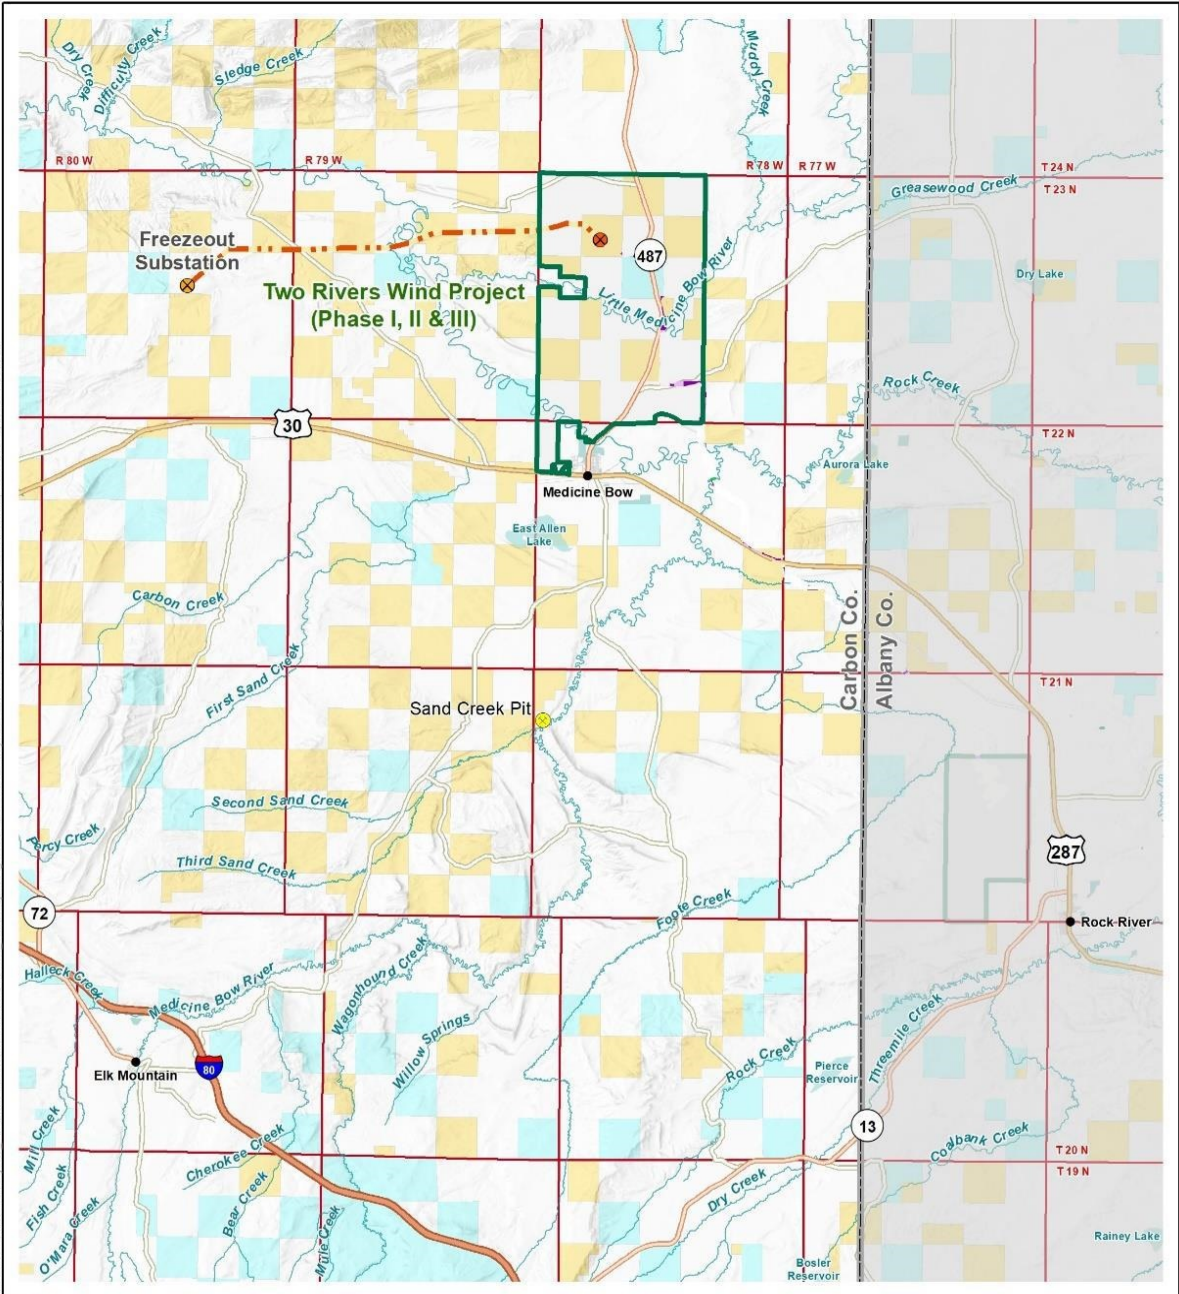 Dry Creek
Difficulty Creek
Sledge Creek
Muddy Creek
R 80 W
R 79 W
R 78 W
R 77 W
T 24 N
T 23 N
Greasewood Creek
Freezeout
Substation
487
Dry Lake
Two Rivers Wind Project
(Phase I, II & III)
Little Medicine Bow River
Rock Creek
30
T 22 N
Aurora Lake
Medicine Bow
East Allen
Lake
Carbon Creek
Carbon Co.
Albany Co.
First Sand Creek
T 21 N
Sand Creek Pit
Second Sand Creek
Percy Creek
Third Sand Creek
287
72
Foote Creek
Rock River
Halleck Creek
Medicine Bow River
Wagonhound Creek
Willow Springs
Threemile Creek
Rock Creek
Pierce
Reservoir
Elk Mountain
80
13
Mill Creek
Cherokee Creek
Coalbank Creek
T 20 N
T 19 N
Fish Creek
Bear Creek
Dry Creek
O'Mara Creek
Mule Creek
Rainey Lake
Bosler
Reservoir